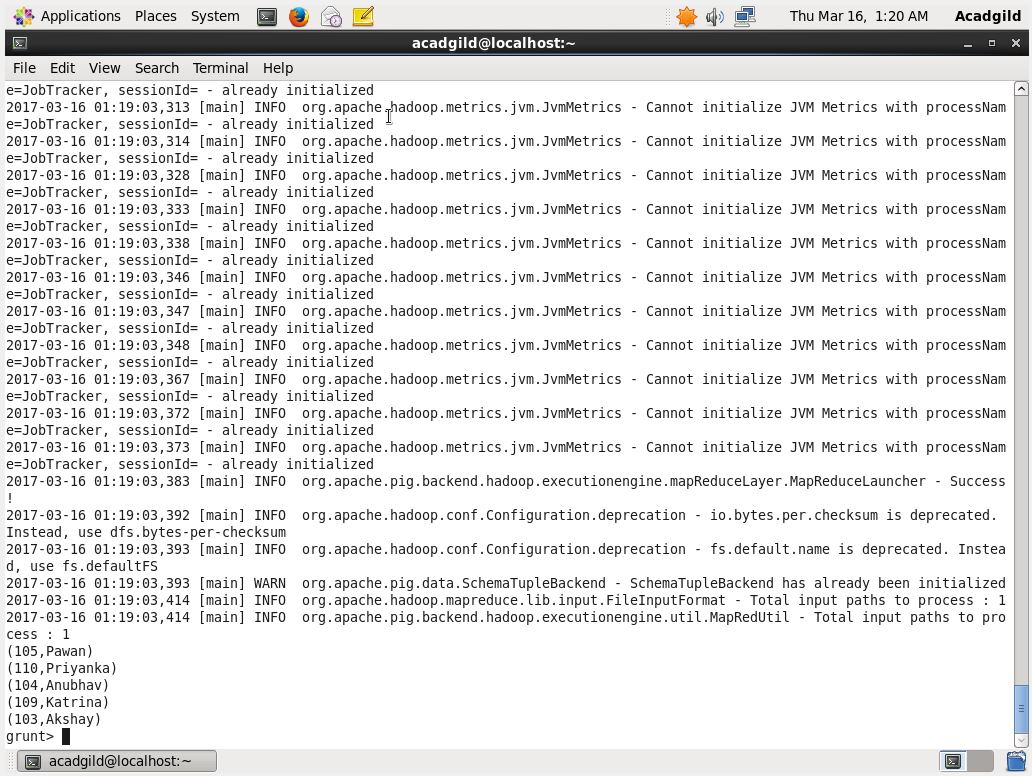 Applications Places System Thu Mar 16, 1:20 AM Acadgild
acadgild@localhost:~
File Edit View Search Terminal Help
e=JobTracker, sessionId= - already initialized
2017-03-16 01:19:03,313 [main] INFO  org.apache.hadoop.metrics.jvm.JvmMetrics - Cannot initialize JVM Metrics with processNam
e=JobTracker, sessionId= - already initialized
2017-03-16 01:19:03,314 [main] INFO  org.apache.hadoop.metrics.jvm.JvmMetrics - Cannot initialize JVM Metrics with processNam
e=JobTracker, sessionId= - already initialized
2017-03-16 01:19:03,328 [main] INFO  org.apache.hadoop.metrics.jvm.JvmMetrics - Cannot initialize JVM Metrics with processNam
e=JobTracker, sessionId= - already initialized
2017-03-16 01:19:03,333 [main] INFO  org.apache.hadoop.metrics.jvm.JvmMetrics - Cannot initialize JVM Metrics with processNam
e=JobTracker, sessionId= - already initialized
2017-03-16 01:19:03,338 [main] INFO  org.apache.hadoop.metrics.jvm.JvmMetrics - Cannot initialize JVM Metrics with processNam
e=JobTracker, sessionId= - already initialized
2017-03-16 01:19:03,346 [main] INFO  org.apache.hadoop.metrics.jvm.JvmMetrics - Cannot initialize JVM Metrics with processNam
e=JobTracker, sessionId= - already initialized
2017-03-16 01:19:03,347 [main] INFO  org.apache.hadoop.metrics.jvm.JvmMetrics - Cannot initialize JVM Metrics with processNam
e=JobTracker, sessionId= - already initialized
2017-03-16 01:19:03,348 [main] INFO  org.apache.hadoop.metrics.jvm.JvmMetrics - Cannot initialize JVM Metrics with processNam
e=JobTracker, sessionId= - already initialized
2017-03-16 01:19:03,367 [main] INFO  org.apache.hadoop.metrics.jvm.JvmMetrics - Cannot initialize JVM Metrics with processNam
e=JobTracker, sessionId= - already initialized
2017-03-16 01:19:03,372 [main] INFO  org.apache.hadoop.metrics.jvm.JvmMetrics - Cannot initialize JVM Metrics with processNam
e=JobTracker, sessionId= - already initialized
2017-03-16 01:19:03,373 [main] INFO  org.apache.hadoop.metrics.jvm.JvmMetrics - Cannot initialize JVM Metrics with processNam
e=JobTracker, sessionId= - already initialized
2017-03-16 01:19:03,383 [main] INFO  org.apache.pig.backend.hadoop.executionengine.mapReduceLayer.MapReduceLauncher - Success
!
2017-03-16 01:19:03,392 [main] INFO  org.apache.hadoop.conf.Configuration.deprecation - io.bytes.per.checksum is deprecated.
Instead, use dfs.bytes-per-checksum
2017-03-16 01:19:03,393 [main] INFO  org.apache.hadoop.conf.Configuration.deprecation - fs.default.name is deprecated. Instea
d, use fs.defaultFS
2017-03-16 01:19:03,393 [main] WARN  org.apache.pig.data.SchemaTupleBackend - SchemaTupleBackend has already been initialized
2017-03-16 01:19:03,414 [main] INFO  org.apache.hadoop.mapreduce.lib.input.FileInputFormat - Total input paths to process : 1
2017-03-16 01:19:03,414 [main] INFO  org.apache.pig.backend.hadoop.executionengine.util.MapRedUtil - Total input paths to pro
cess : 1
(105,Pawan)
(110,Priyanka)
(104,Anubhav)
(109,Katrina)
(103,Akshay)
grunt>
acadgild@localhost:~